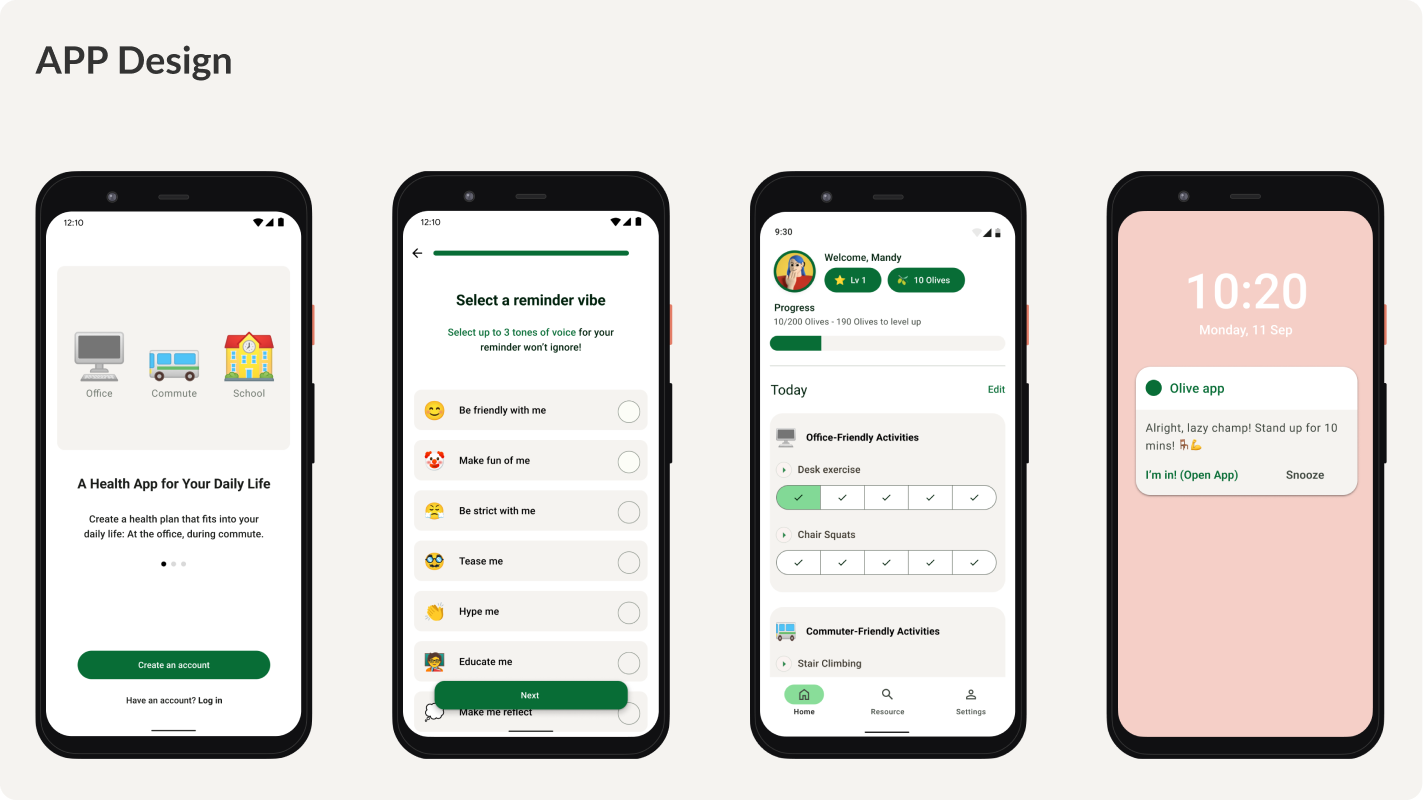 APP Design
12:10
Office
Commute
School
A Health App for Your Daily Life
Create a health plan that fits into your
daily life: At the office, during commute.
Create an account
Have an account? Log in
12:10
Select a reminder vibe
Select up to 3 tones of voice for your
reminder won't ignore!
Be friendly with me
Make fun of me
Be strict with me
Tease me
Hype me
Educate me
Next
Make me reflect
9:30
Welcome, Mandy
Lv 1
10 Olives
Progress
10/200 Olives - 190 Olives to level up
Today
Edit
Office-Friendly Activities
Desk exercise
Chair Squats
Commuter-Friendly Activities
Stair Climbing
Home
Resource
Settings
10:20
Monday, 11 Sep
Olive app
Alright, lazy champ! Stand up for 10
mins! 🪑💪
I'm in! (Open App)
Snooze